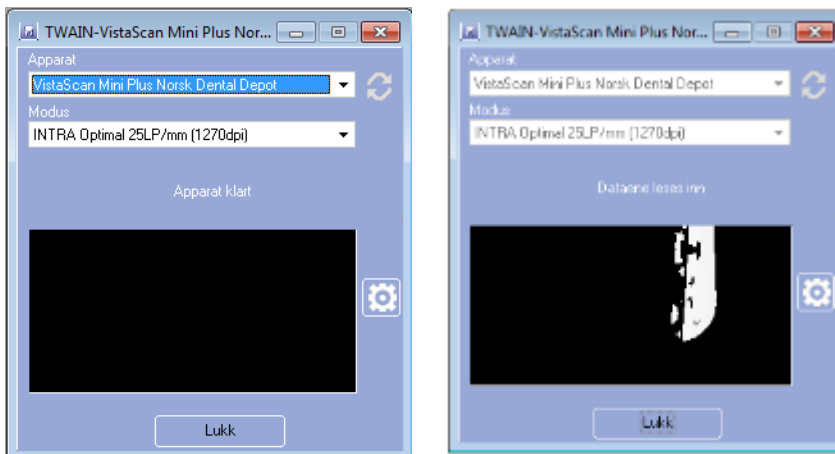 TWAIN-VistaScan Mini Plus Nor...
Apparat
VistaScan Mini Plus Norsk Dental Depot
Modus
INTRA Optimal 25LP/mm (1270dpi)
Apparat klart
Lukk
TWAIN-VistaScan Mini Plus Nor...
Apparat
VistaScan Mini Plus Norsk Dental Depot
Modus
INTRA Optimal 25LP/mm (1270dpi)
Dataene leses inn
Lukk